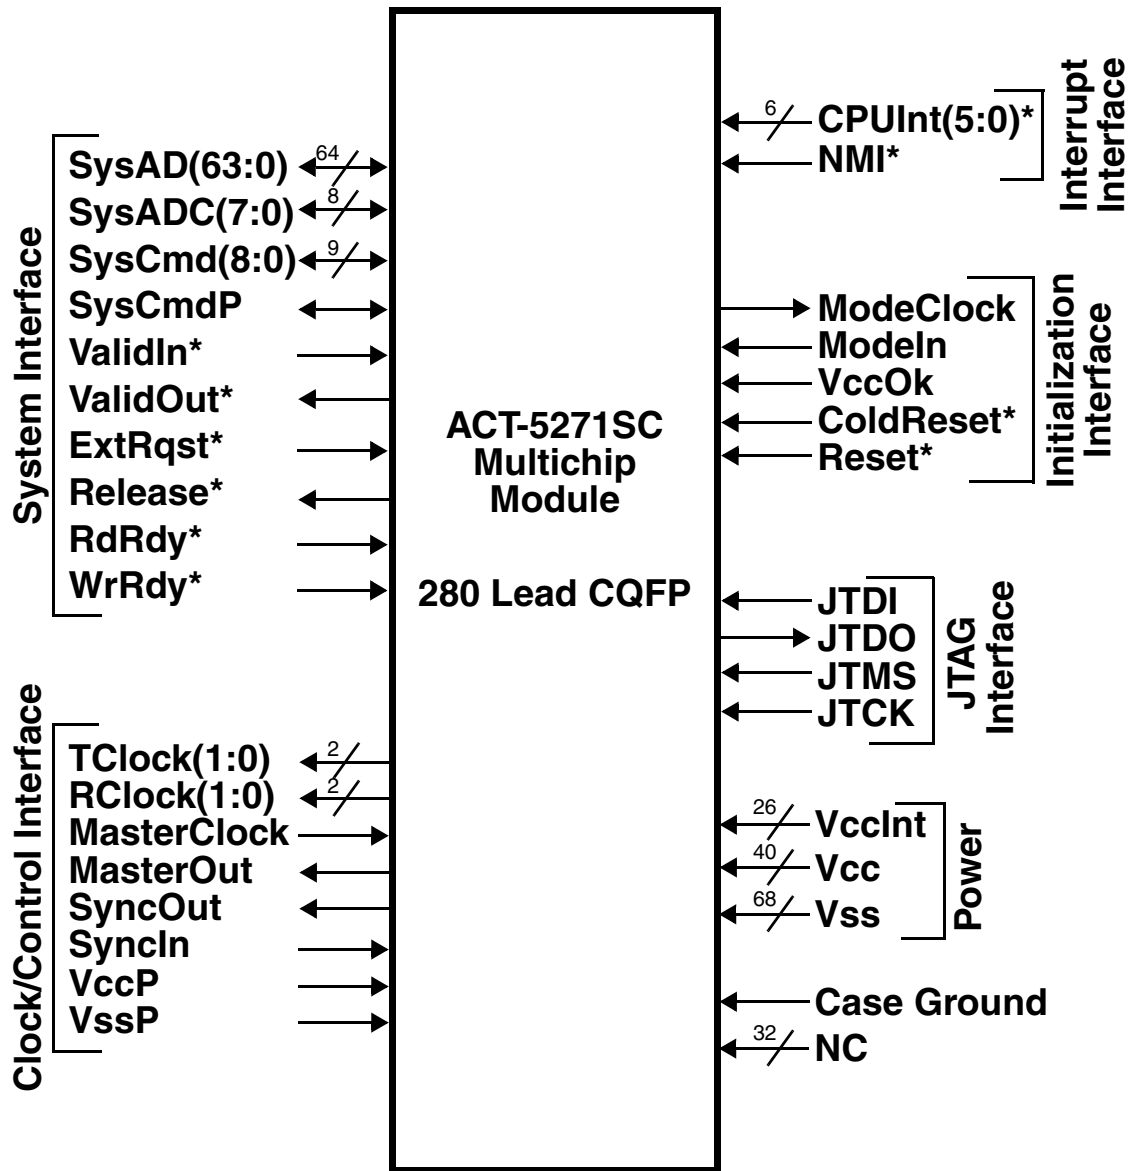 System Interface
SysAD(63:0)
64
SysADC(7:0)
8
SysCmd(8:0)
9
SysCmdP
ValidIn*
ValidOut*
ExtRqst*
Release*
RdRdy*
WrRdy*
Clock/Control Interface
TClock(1:0)
2
RClock(1:0)
2
MasterClock
MasterOut
SyncOut
SyncIn
VccP
VssP
ACT-5271SC
Multichip
Module
280 Lead CQFP
6
CPUInt(5:0)*
NMI*
Interrupt
Interface
ModeClock
ModeIn
VccOk
ColdReset*
Reset*
Initialization
Interface
JTDI
JTDO
JTMS
JTCK
JTAG
Interface
26
VccInt
40
Vcc
68
Vss
Power
Case Ground
32
NC